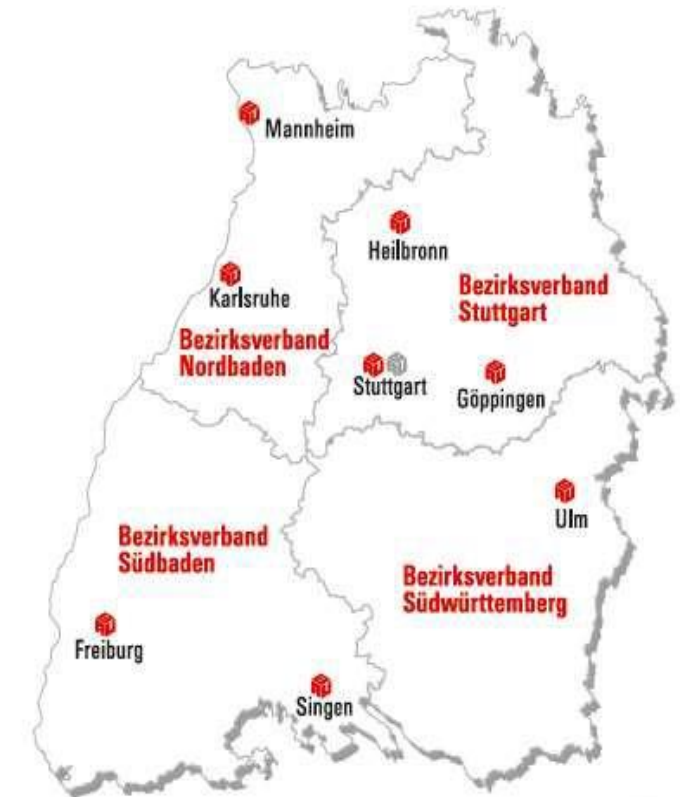 Mannheim
Heilbronn
Karlsruhe
Bezirksverband
Stuttgart
Bezirksverband
Nordbaden
Stuttgart
Göppingen
Ulm
Bezirksverband
Südbaden
Bezirksverband
Südwürttemberg
Freiburg
Singen